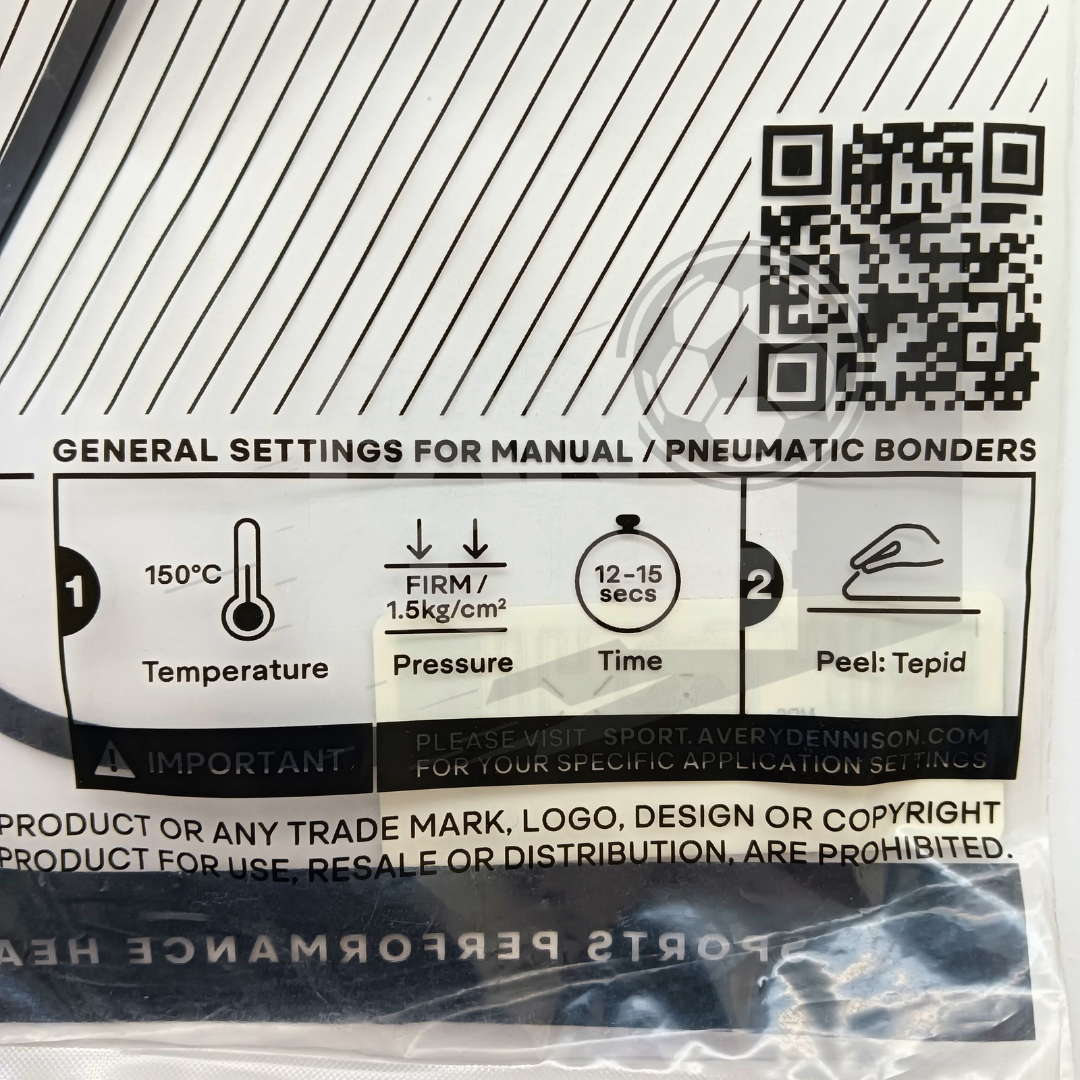 GENERAL SETTINGS FOR MANUAL / PNEUMATIC BONDERS
1
150°C
Temperature
FIRM /
1.5kg/cm²
Pressure
12-15
secs
Time
2
Peel: Tepid
IMPORTANT
PLEASE VISIT SPORT.AVERYDENNISON.COM
FOR YOUR SPECIFIC APPLICATION SETTINGS
PRODUCT OR ANY TRADE MARK, LOGO, DESIGN OR COPYRIGHT
PRODUCT FOR USE, RESALE OR DISTRIBUTION, ARE PROHIBITED.
SPORTS PERFORMANCE HEA